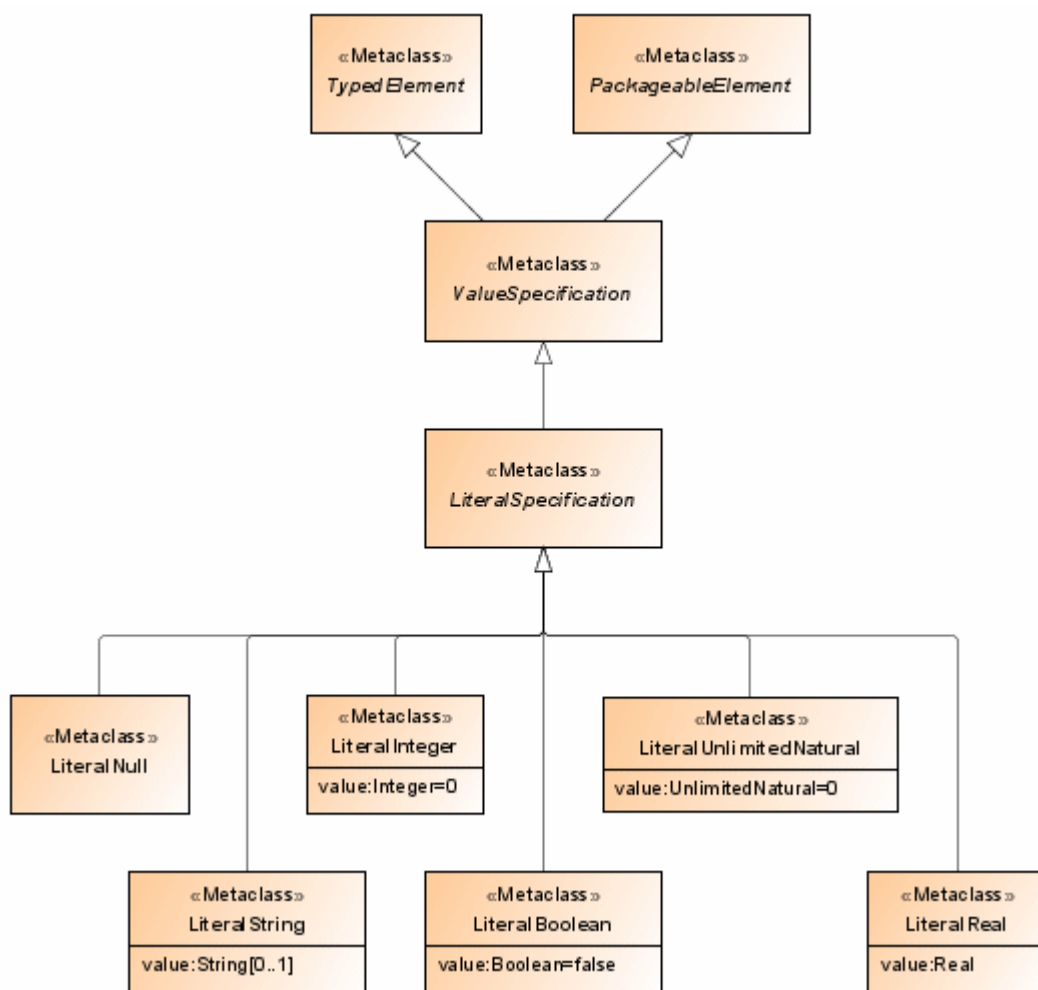 «Metaclass»
TypedElement
«Metaclass»
PackageableElement
«Metaclass»
ValueSpecification
«Metaclass»
LiteralSpecification
«Metaclass»
LiteralNull
«Metaclass»
LiteralInteger
value:Integer=0
«Metaclass»
LiteralUnlimitedNatural
value:UnlimitedNatural=0
«Metaclass»
LiteralString
value:String[0..1]
«Metaclass»
LiteralBoolean
value:Boolean=false
«Metaclass»
LiteralReal
value:Real